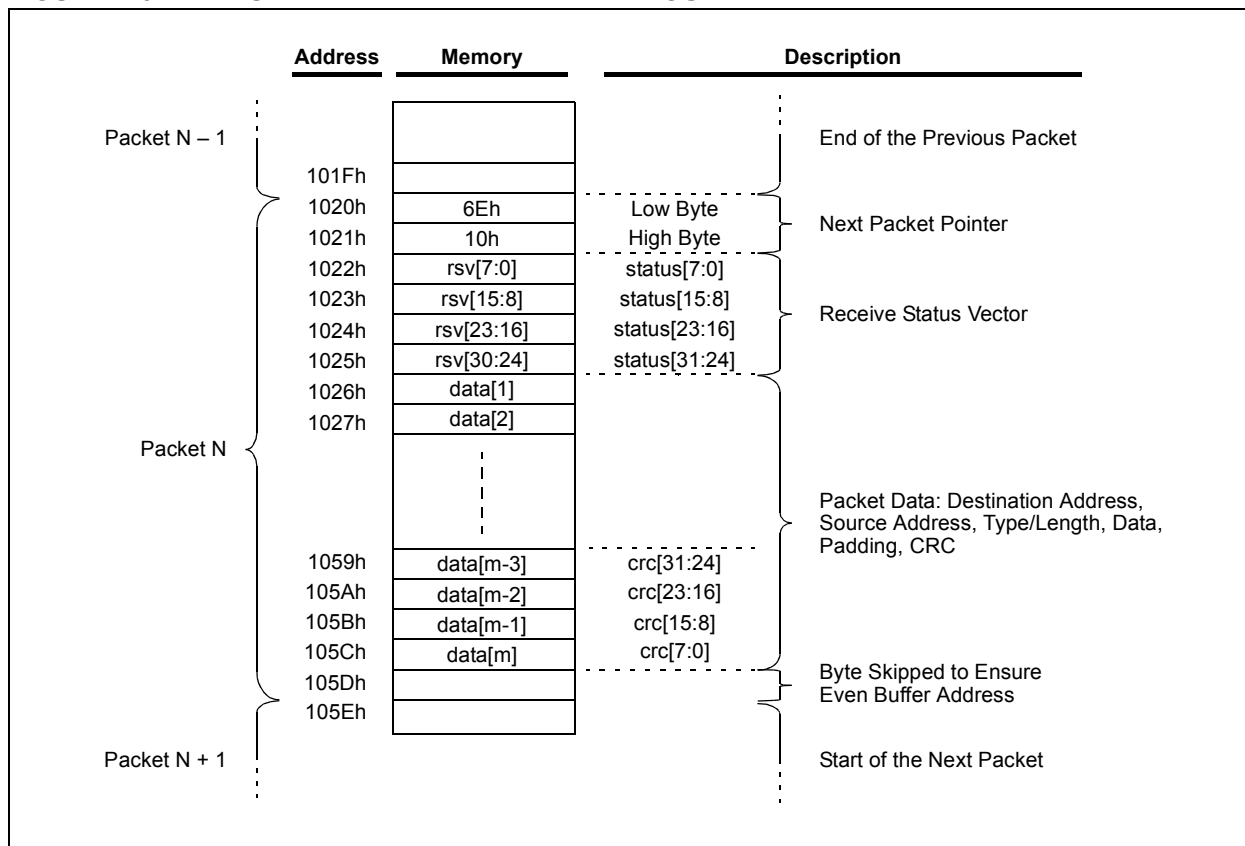 Address Memory Description
Packet N – 1 End of the Previous Packet
101Fh
1020h 6Eh Low Byte
Next Packet Pointer
1021h 10h High Byte
1022h rsv[7:0] status[7:0]
1023h rsv[15:8] status[15:8]
Receive Status Vector
1024h rsv[23:16] status[23:16]
1025h rsv[30:24] status[31:24]
1026h data[1]
1027h data[2]
Packet N
Packet Data: Destination Address,
Source Address, Type/Length, Data,
Padding, CRC
1059h data[m-3] crc[31:24]
105Ah data[m-2] crc[23:16]
105Bh data[m-1] crc[15:8]
105Ch data[m] crc[7:0]
Byte Skipped to Ensure
105Dh
Even Buffer Address
105Eh
Packet N + 1 Start of the Next Packet